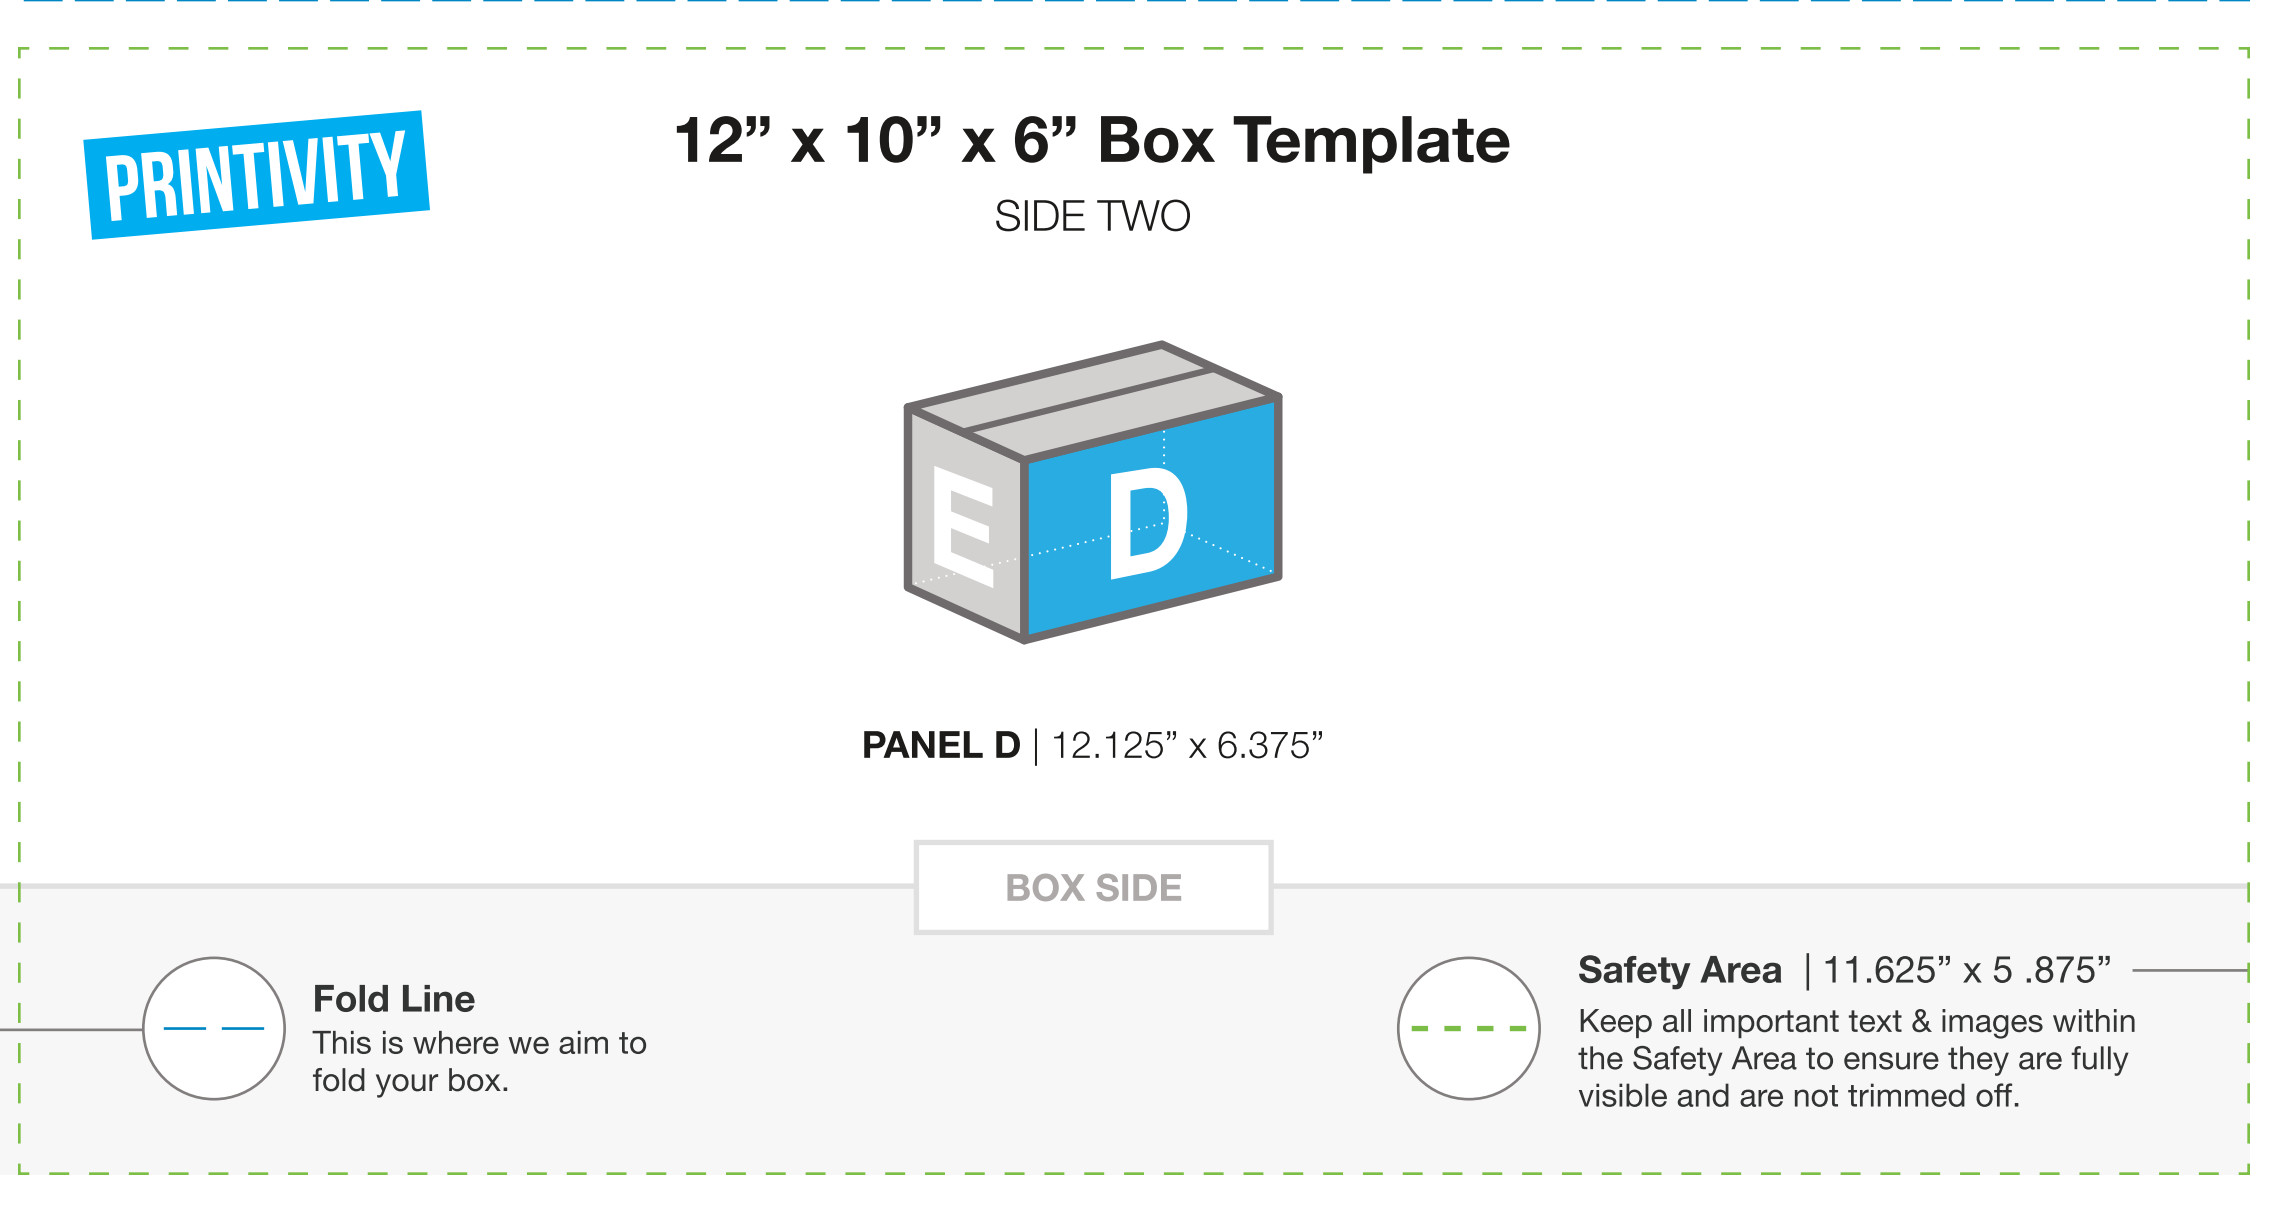 PRINTIVITY
12” x 10” x 6” Box Template
SIDE TWO
E
D
PANEL D | 12.125” x 6.375”
BOX SIDE
Fold Line
This is where we aim to
fold your box.
Safety Area | 11.625” x 5 .875”
Keep all important text & images within
the Safety Area to ensure they are fully
visible and are not trimmed off.